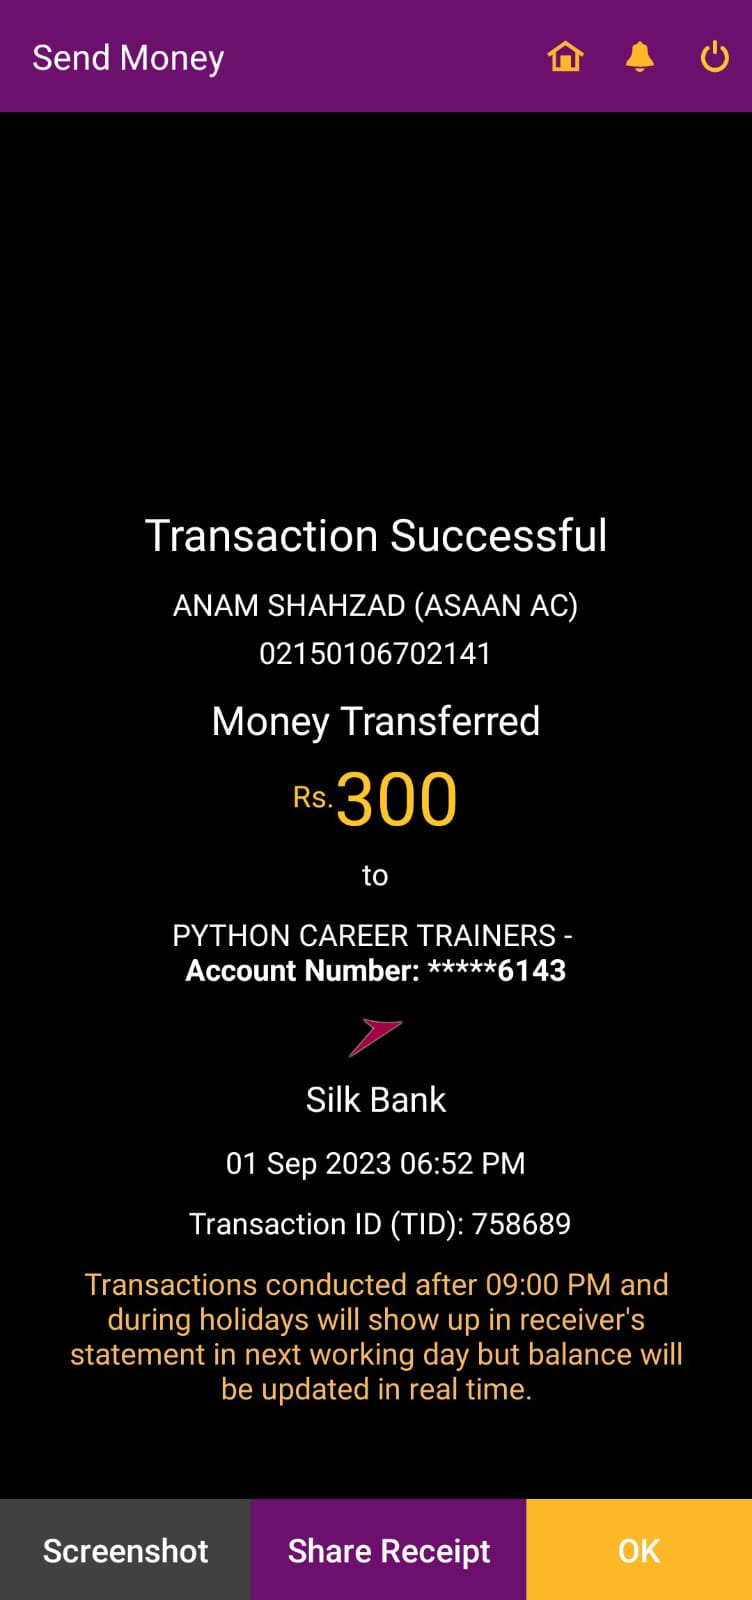 Send Money
Transaction Successful
ANAM SHAHZAD (ASAAN AC)
02150106702141
Money Transferred
Rs.300
to
PYTHON CAREER TRAINERS -
Account Number: *****6143
Silk Bank
01 Sep 2023 06:52 PM
Transaction ID (TID): 758689
Transactions conducted after 09:00 PM and
during holidays will show up in receiver's
statement in next working day but balance will
be updated in real time.
Screenshot
Share Receipt
OK